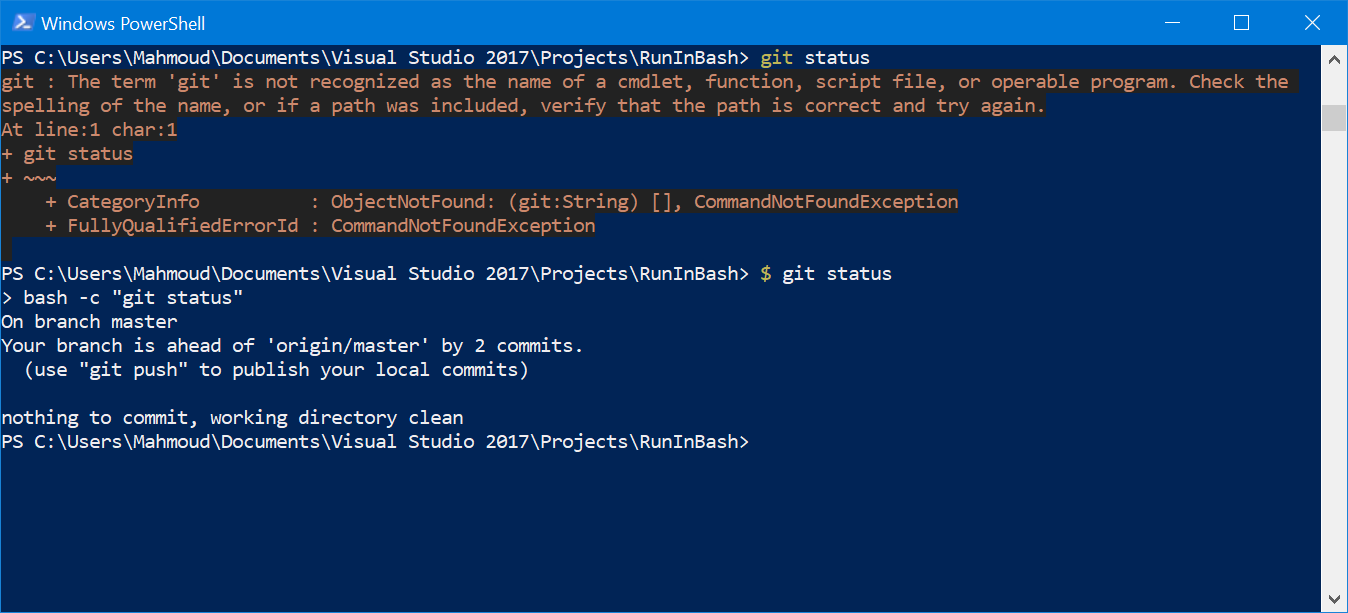 Windows PowerShell
PS C:\Users\Mahmoud\Documents\Visual Studio 2017\Projects\RunInBash> git status
git : The term 'git' is not recognized as the name of a cmdlet, function, script file, or operable program. Check the
spelling of the name, or if a path was included, verify that the path is correct and try again.
At line:1 char:1
+ git status
+ ~~~
    + CategoryInfo          : ObjectNotFound: (git:String) [], CommandNotFoundException
    + FullyQualifiedErrorId : CommandNotFoundException

PS C:\Users\Mahmoud\Documents\Visual Studio 2017\Projects\RunInBash> $ git status
> bash -c "git status"
On branch master
Your branch is ahead of 'origin/master' by 2 commits.
  (use "git push" to publish your local commits)

nothing to commit, working directory clean
PS C:\Users\Mahmoud\Documents\Visual Studio 2017\Projects\RunInBash>